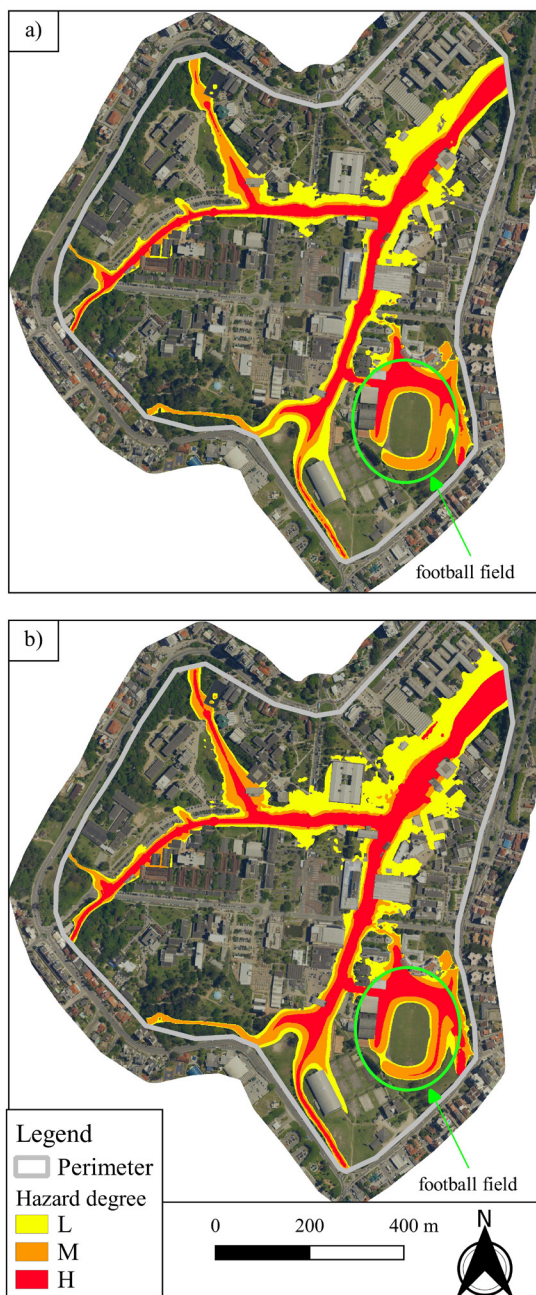 a)
football field
b)
football field
Legend
Perimeter
Hazard degree
L
M
H
0 200 400 m
N